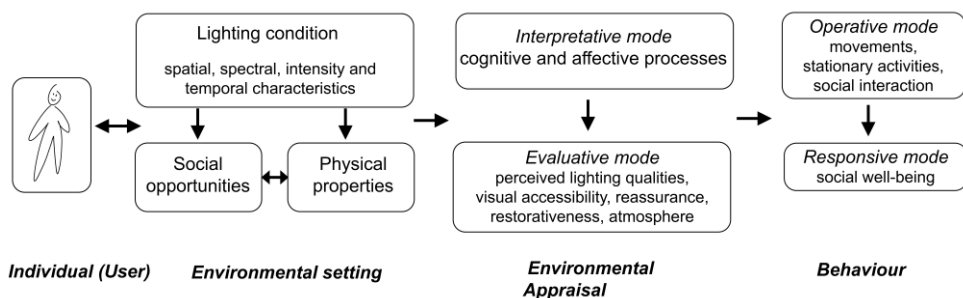 Lighting condition
spatial, spectral, intensity and
temporal characteristics
Social
opportunities
Physical
properties
Interpretative mode
cognitive and affective processes
Evaluative mode
perceived lighting qualities,
visual accessibility, reassurance,
restorativeness, atmosphere
Operative mode
movements,
stationary activities,
social interaction
Responsive mode
social well-being
Individual (User)
Environmental setting
Environmental
Appraisal
Behaviour